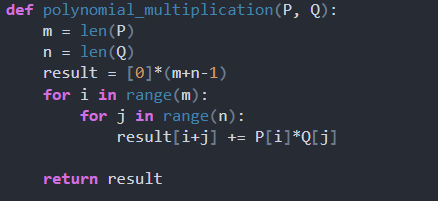 def polynomial_multiplication(P, Q):
    m = len(P)
    n = len(Q)
    result = [0]*(m+n-1)
    for i in range(m):
        for j in range(n):
            result[i+j] += P[i]*Q[j]

    return result